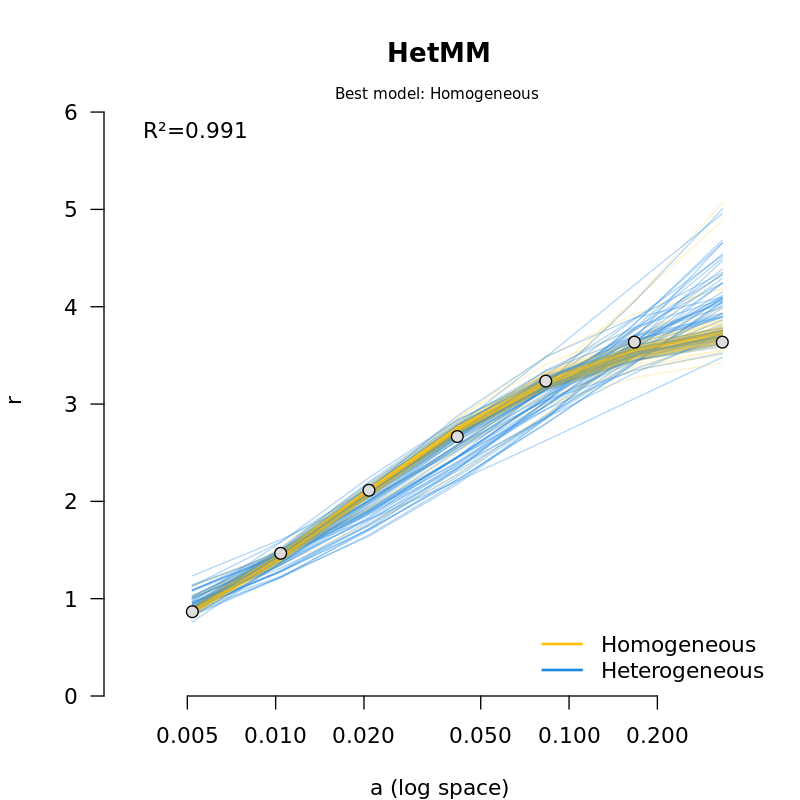 HetMM
Best model: Homogeneous
R²=0.991
6
5
4
3
2
1
0
r
Homogeneous
Heterogeneous
0.005 0.010 0.020 0.050 0.100 0.200
a (log space)